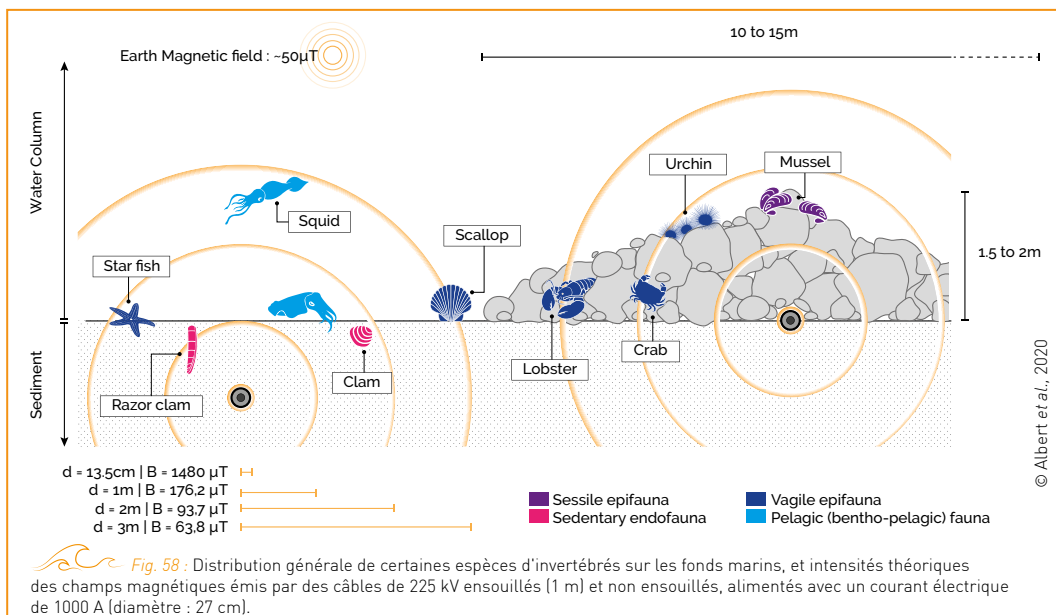 10 to 15m
Earth Magnetic field : ~50µT
Water Column
Urchin
Mussel
Squid
Scallop
1.5 to 2m
Star fish
Lobster
Crab
Clam
Razor clam
Sediment
d = 13.5cm | B = 1480 µT
d = 1m | B = 176,2 µT
d = 2m | B = 93,7 µT
d = 3m | B = 63,8 µT
Sessile epifauna
Vagile epifauna
Sedentary endofauna
Pelagic (bentho-pelagic) fauna
© Albert et al., 2020
Fig. 58 : Distribution générale de certaines espèces d'invertébrés sur les fonds marins, et intensités théoriques
des champs magnétiques émis par des câbles de 225 kV ensouillés (1 m) et non ensouillés, alimentés avec un courant électrique
de 1000 A (diamètre : 27 cm).